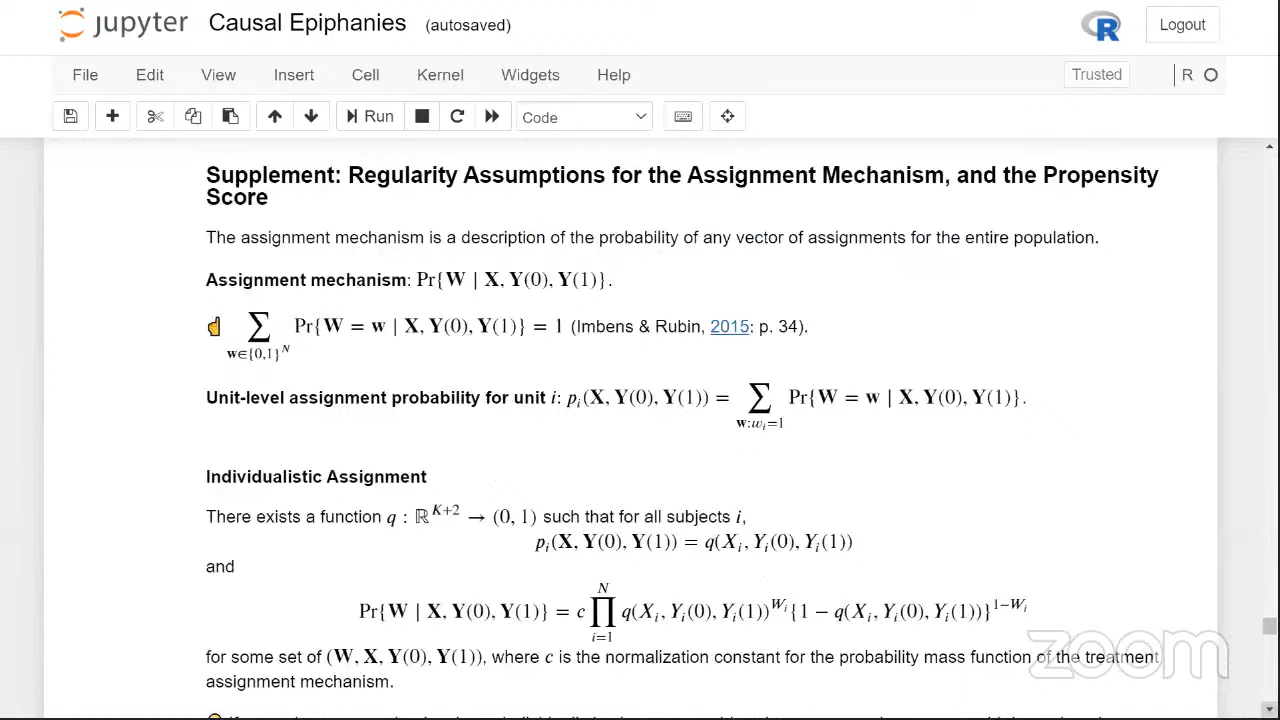 jupyter Causal Epiphanies (autosaved) Logout
File Edit View Insert Cell Kernel Widgets Help Trusted R
Run Code
Supplement: Regularity Assumptions for the Assignment Mechanism, and the Propensity
Score
The assignment mechanism is a description of the probability of any vector of assignments for the entire population.
Assignment mechanism: Pr{W | X, Y(0), Y(1)}.
☝ ∑_{w∈{0,1}^N} Pr{W = w | X, Y(0), Y(1)} = 1 (Imbens & Rubin, 2015: p. 34).
Unit-level assignment probability for unit i: p_i(X, Y(0), Y(1)) = ∑_{w:w_i=1} Pr{W = w | X, Y(0), Y(1)}.
Individualistic Assignment
There exists a function q : ℝ^{K+2} → (0, 1) such that for all subjects i,
p_i(X, Y(0), Y(1)) = q(X_i, Y_i(0), Y_i(1))
and
Pr{W | X, Y(0), Y(1)} = c ∏_{i=1}^{N} q(X_i, Y_i(0), Y_i(1))^{W_i}{1 − q(X_i, Y_i(0), Y_i(1))}^{1−W_i}
for some set of (W, X, Y(0), Y(1)), where c is the normalization constant for the probability mass function of the treatment
assignment mechanism.
zoom